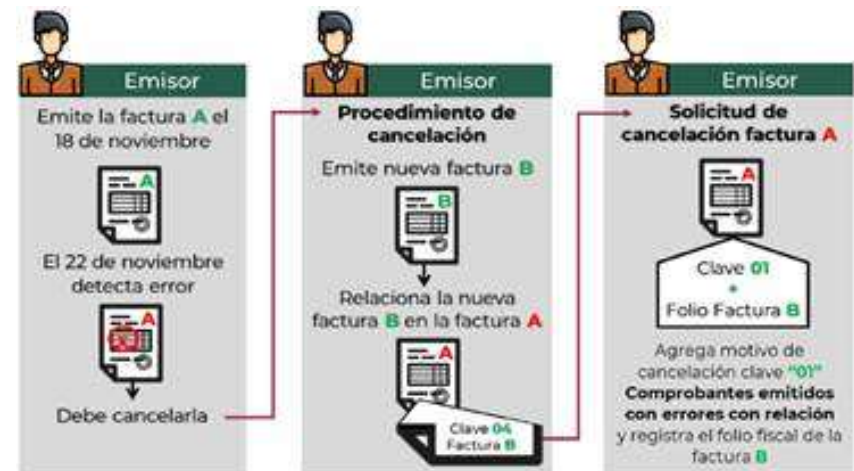 Emisor
Emite la factura A el
18 de noviembre
A
El 22 de noviembre
detecta error
A
Debe cancelarla
Emisor
Procedimiento de
cancelación
Emite nueva factura B
B
Relaciona la nueva
factura B en la factura A
A
Clave 04
Factura B
Emisor
Solicitud de
cancelación factura A
A
Clave 01
+
Folio Factura B
Agrega motivo de
cancelación clave "01"
Comprobantes emitidos
con errores con relación
y registra el folio fiscal de la
factura B